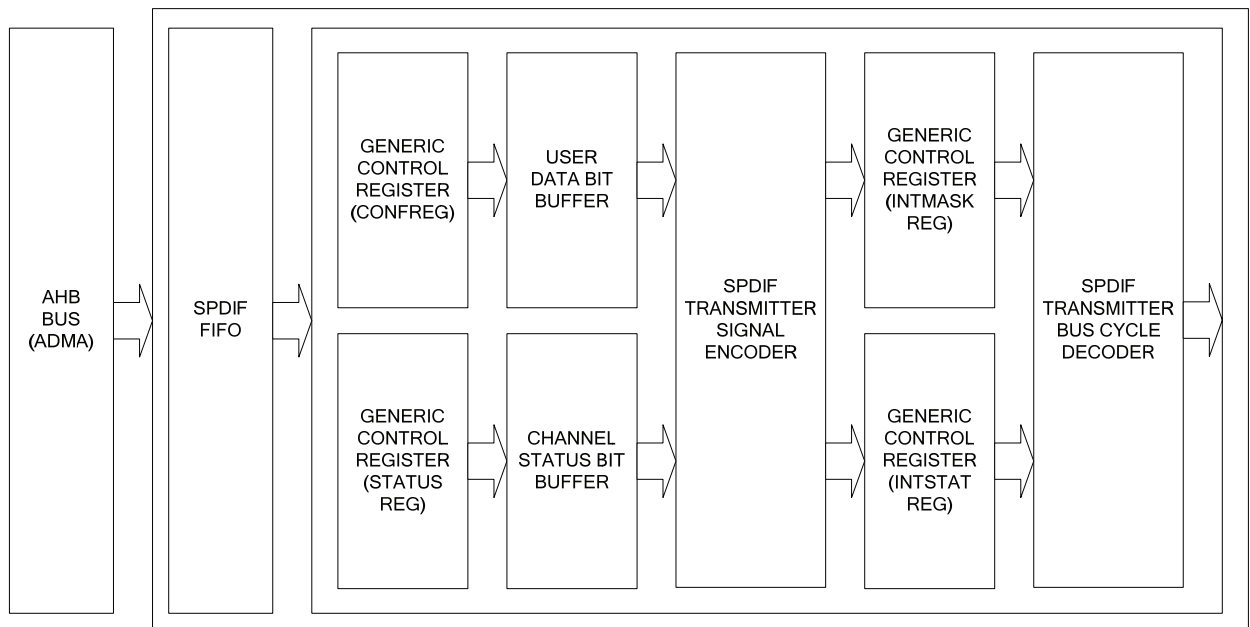 AHB
BUS
(ADMA)
SPDIF
FIFO
GENERIC
CONTROL
REGISTER
(CONFREG)
USER
DATA BIT
BUFFER
GENERIC
CONTROL
REGISTER
(STATUS
REG)
CHANNEL
STATUS BIT
BUFFER
SPDIF
TRANSMITTER
SIGNAL
ENCODER
GENERIC
CONTROL
REGISTER
(INTMASK
REG)
GENERIC
CONTROL
REGISTER
(INTSTAT
REG)
SPDIF
TRANSMITTER
BUS CYCLE
DECODER